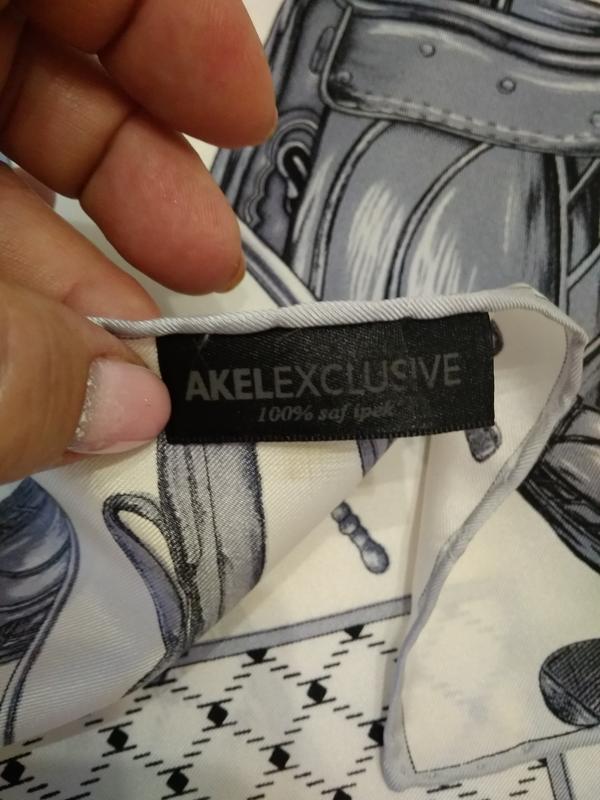 AKELEXCLUSIVE
100% saf ipek